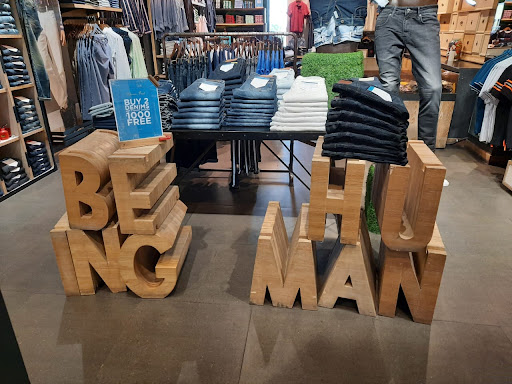 BUY 2
DENIMS
1000
FREE
BE
ING
HU
MAN